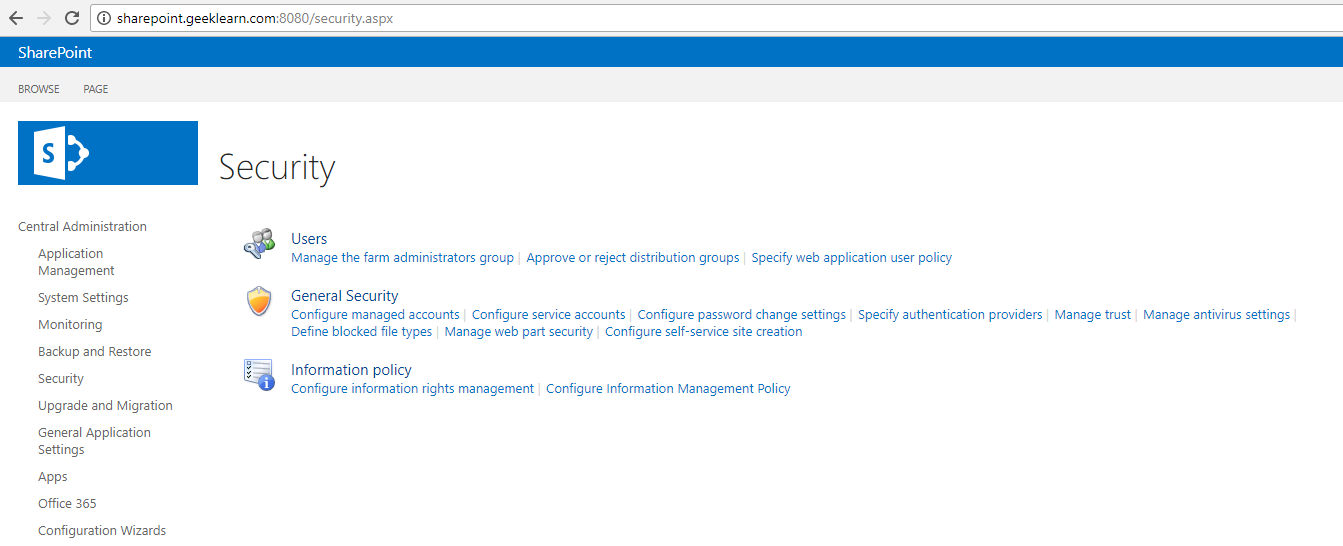 sharepoint.geeklearn.com:8080/security.aspx
SharePoint
BROWSE PAGE
S
Security
Central Administration
Application
Management
System Settings
Monitoring
Backup and Restore
Security
Upgrade and Migration
General Application
Settings
Apps
Office 365
Configuration Wizards
Users
Manage the farm administrators group | Approve or reject distribution groups | Specify web application user policy
General Security
Configure managed accounts | Configure service accounts | Configure password change settings | Specify authentication providers | Manage trust | Manage antivirus settings |
Define blocked file types | Manage web part security | Configure self-service site creation
Information policy
Configure information rights management | Configure Information Management Policy